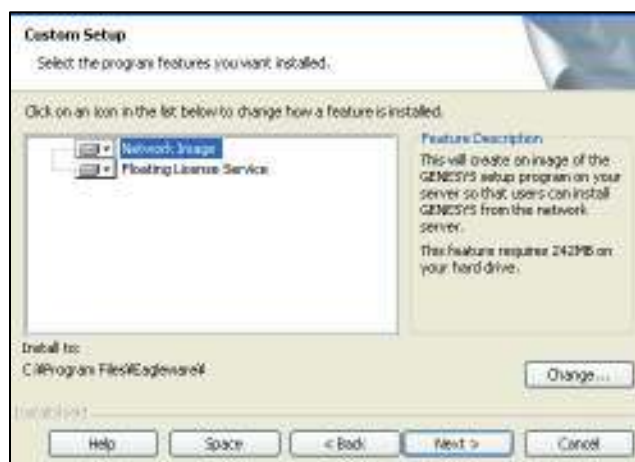 Custom Setup
Select the program features you want installed.
Click on an icon in the list below to change how a feature is installed.
Network Image
Floating License Service
Feature Description
This will create an image of the
GENESYS setup program on your
server so that users can install
GENESYS from the network
server.
This feature requires 242MB on
your hard drive.
Install to:
C:₩Program Files₩Eagleware₩
Change...
InstallShield
Help
Space
< Back
Next >
Cancel